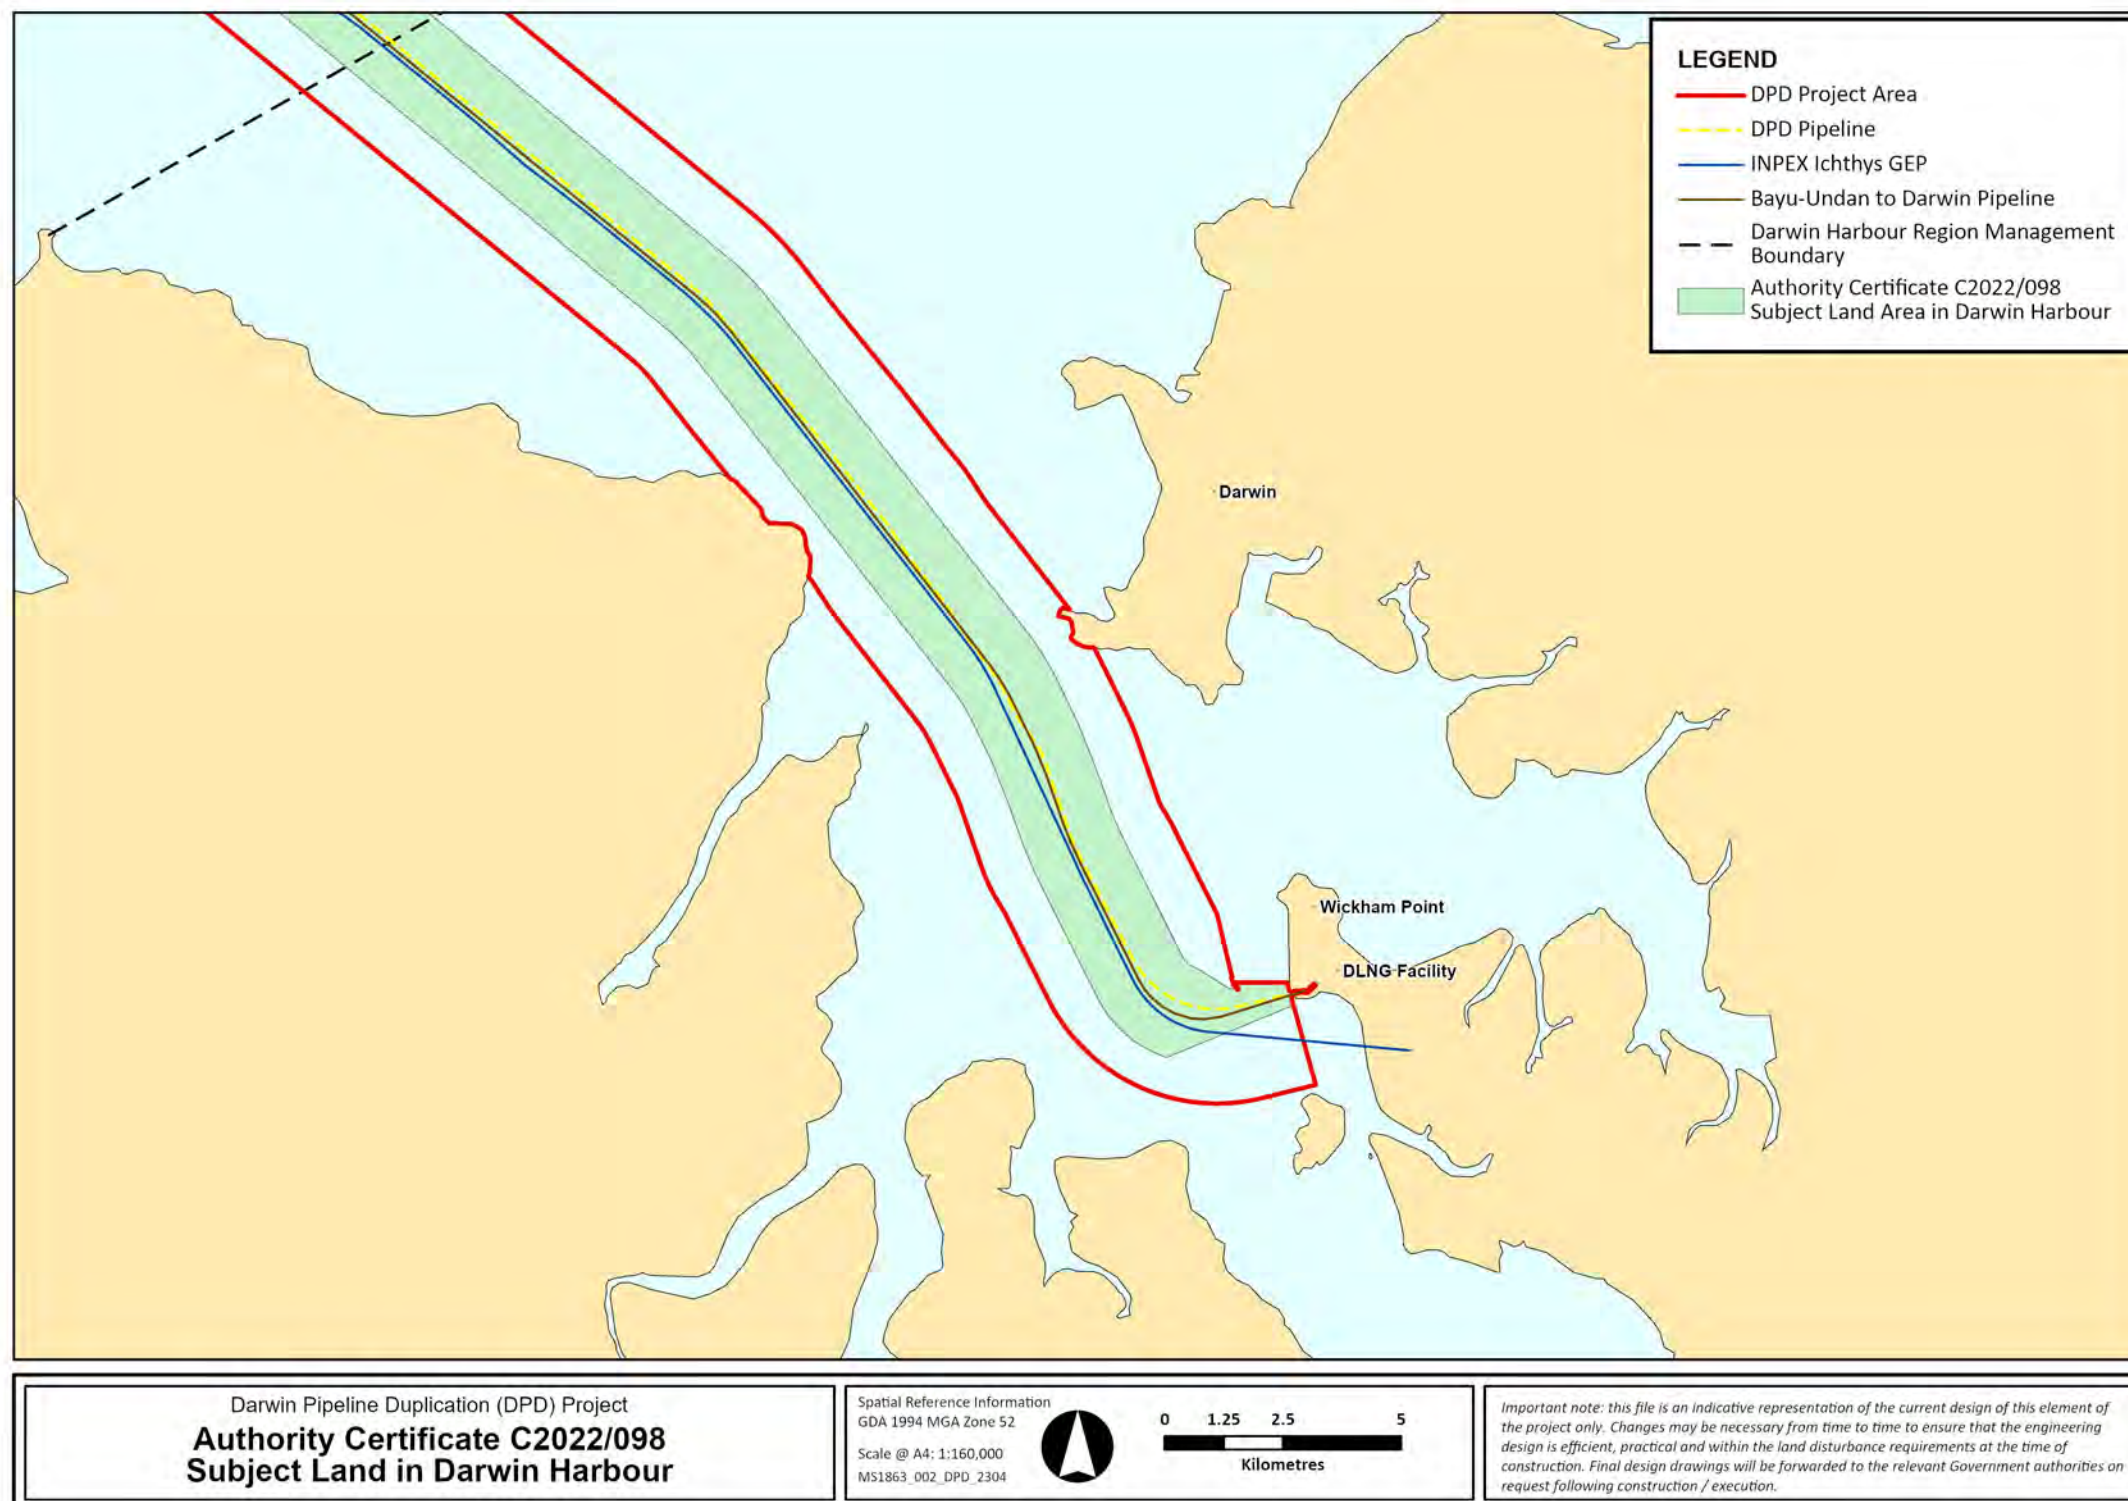 LEGEND
DPD Project Area
DPD Pipeline
INPEX Ichthys GEP
Bayu-Undan to Darwin Pipeline
Darwin Harbour Region Management
Boundary
Authority Certificate C2022/098
Subject Land Area in Darwin Harbour
Darwin
Wickham Point
DLNG Facility
Darwin Pipeline Duplication (DPD) Project
Authority Certificate C2022/098
Subject Land in Darwin Harbour
Spatial Reference Information
GDA 1994 MGA Zone 52
Scale @ A4: 1:160,000
MS1863_002_DPD_2304
0 1.25 2.5 5
Kilometres
Important note: this file is an indicative representation of the current design of this element of
the project only. Changes may be necessary from time to time to ensure that the engineering
design is efficient, practical and within the land disturbance requirements at the time of
construction. Final design drawings will be forwarded to the relevant Government authorities on
request following construction / execution.